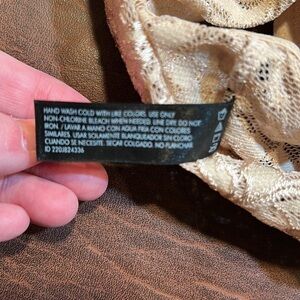 HAND WASH COLD WITH LIKE COLORS. USE ONLY
NON-CHLORINE BLEACH WHEN NEEDED. LINE DRY. DO NOT
IRON. / LAVAR A MANO CON AGUA FRIA CON COLORES
SIMILARES. USAR SOLAMENTE BLANQUEADOR SIN CLORO
CUANDO SE NECESITE. SECAR COLGADO. NO PLANCHAR
ID 220J824336